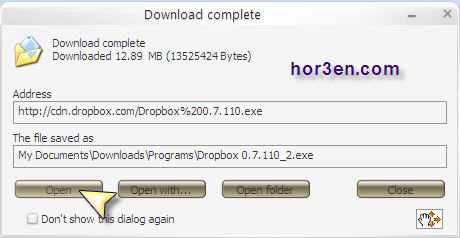 Download complete
Download complete
Downloaded 12.89 MB (13525424 Bytes)
hor3en.com
Address
http://cdn.dropbox.com/Dropbox%200.7.110.exe
The file saved as
My Documents\Downloads\Programs\Dropbox 0.7.110_2.exe
Open Open with... Open folder Close
Don't show this dialog again